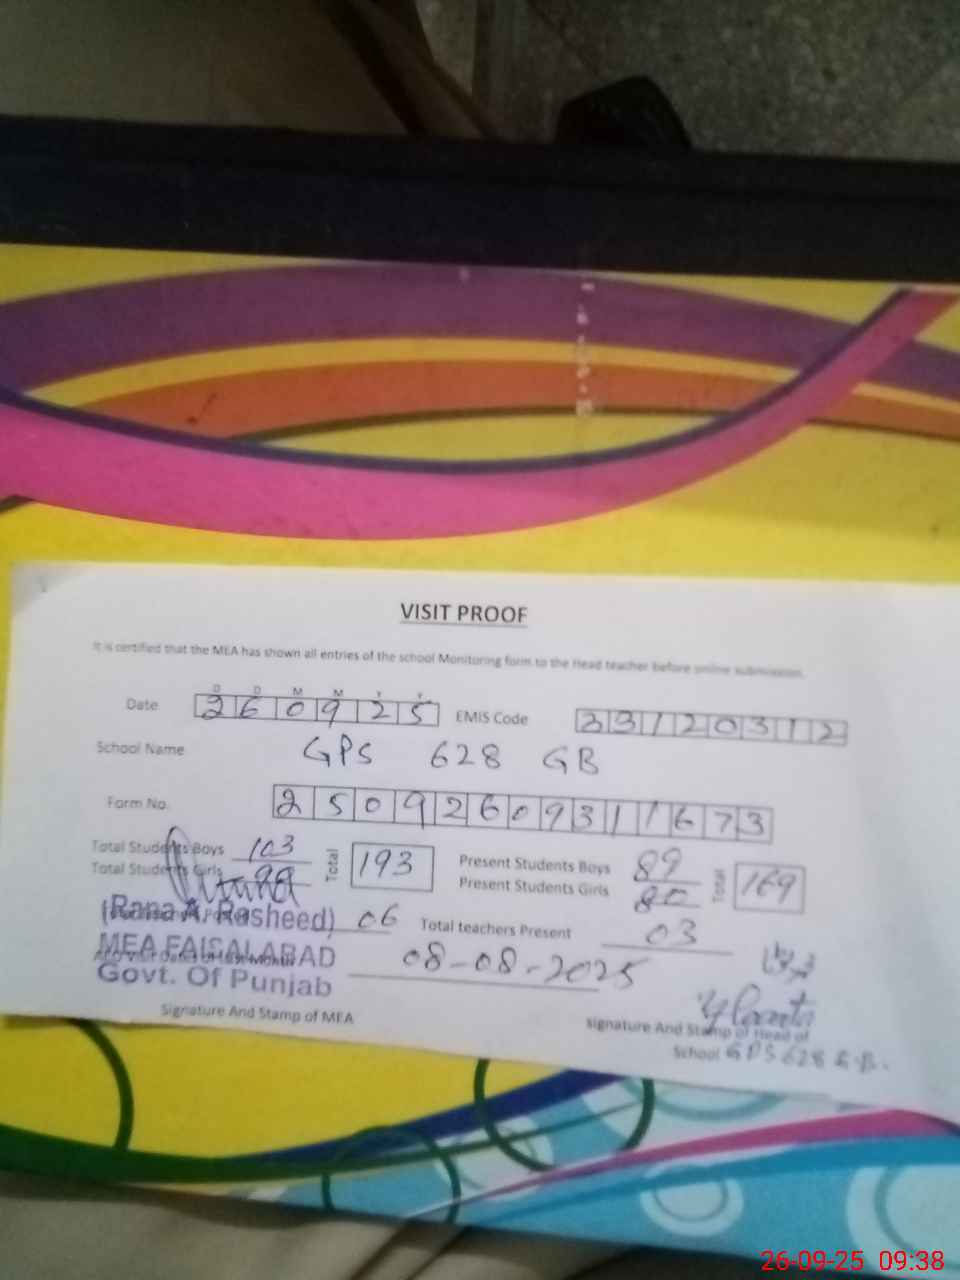 VISIT PROOF
It is certified that the MEA has shown all entries of the school Monitoring form to the Head teacher before online submission.
D D M M Y Y
Date 260925 EMIS Code 33120312
School Name GPS 628 GB
Form No. 25092609311673
Total Students Boys 103 Total 193 Present Students Boys 89 Total 169
Total Students Girls 90 Present Students Girls 80
(Rana A. Rasheed) 06 Total teachers Present 03
MEA FAISALABAD 08-08-2025
Govt. Of Punjab
Signature And Stamp of MEA signature And Stamp of Head of
School GPS 628 G.B.
26-09-25 09:38